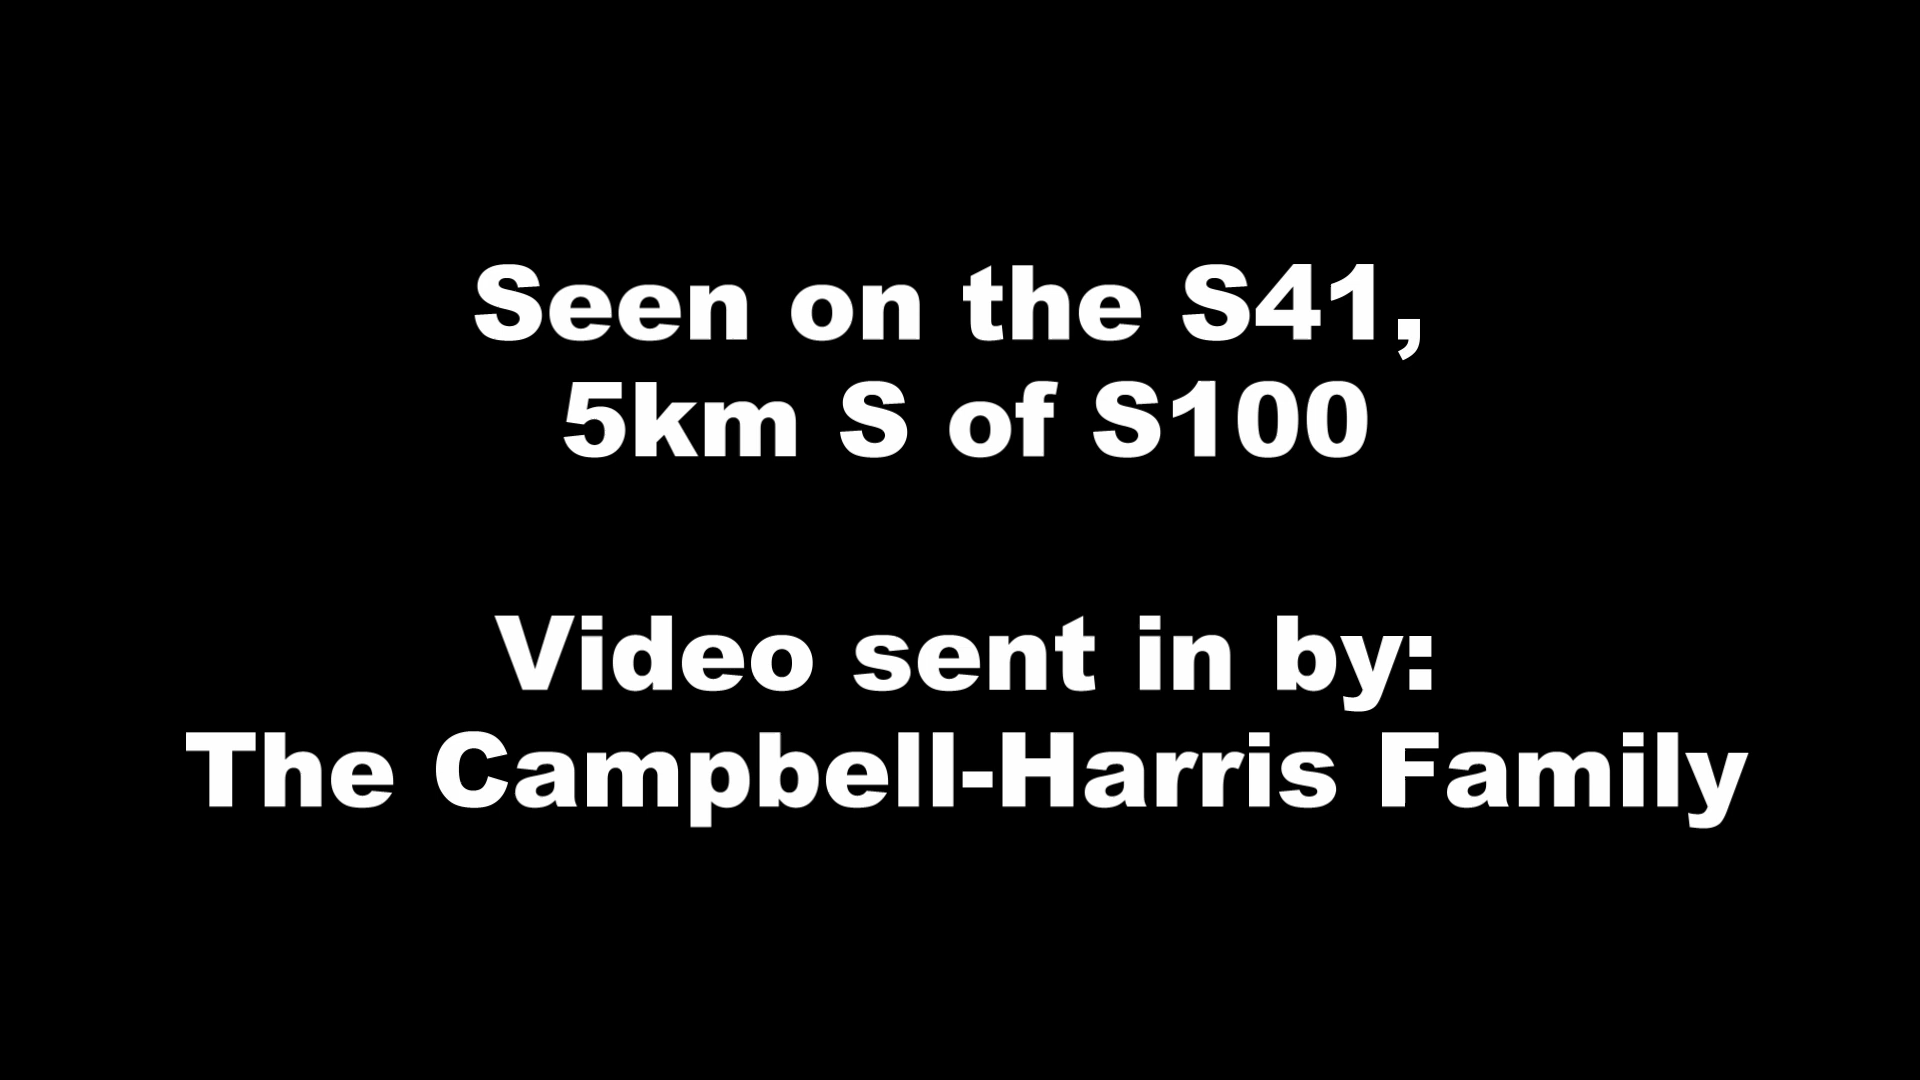 Seen on the S41,
5km S of S100
Video sent in by:
The Campbell-Harris Family